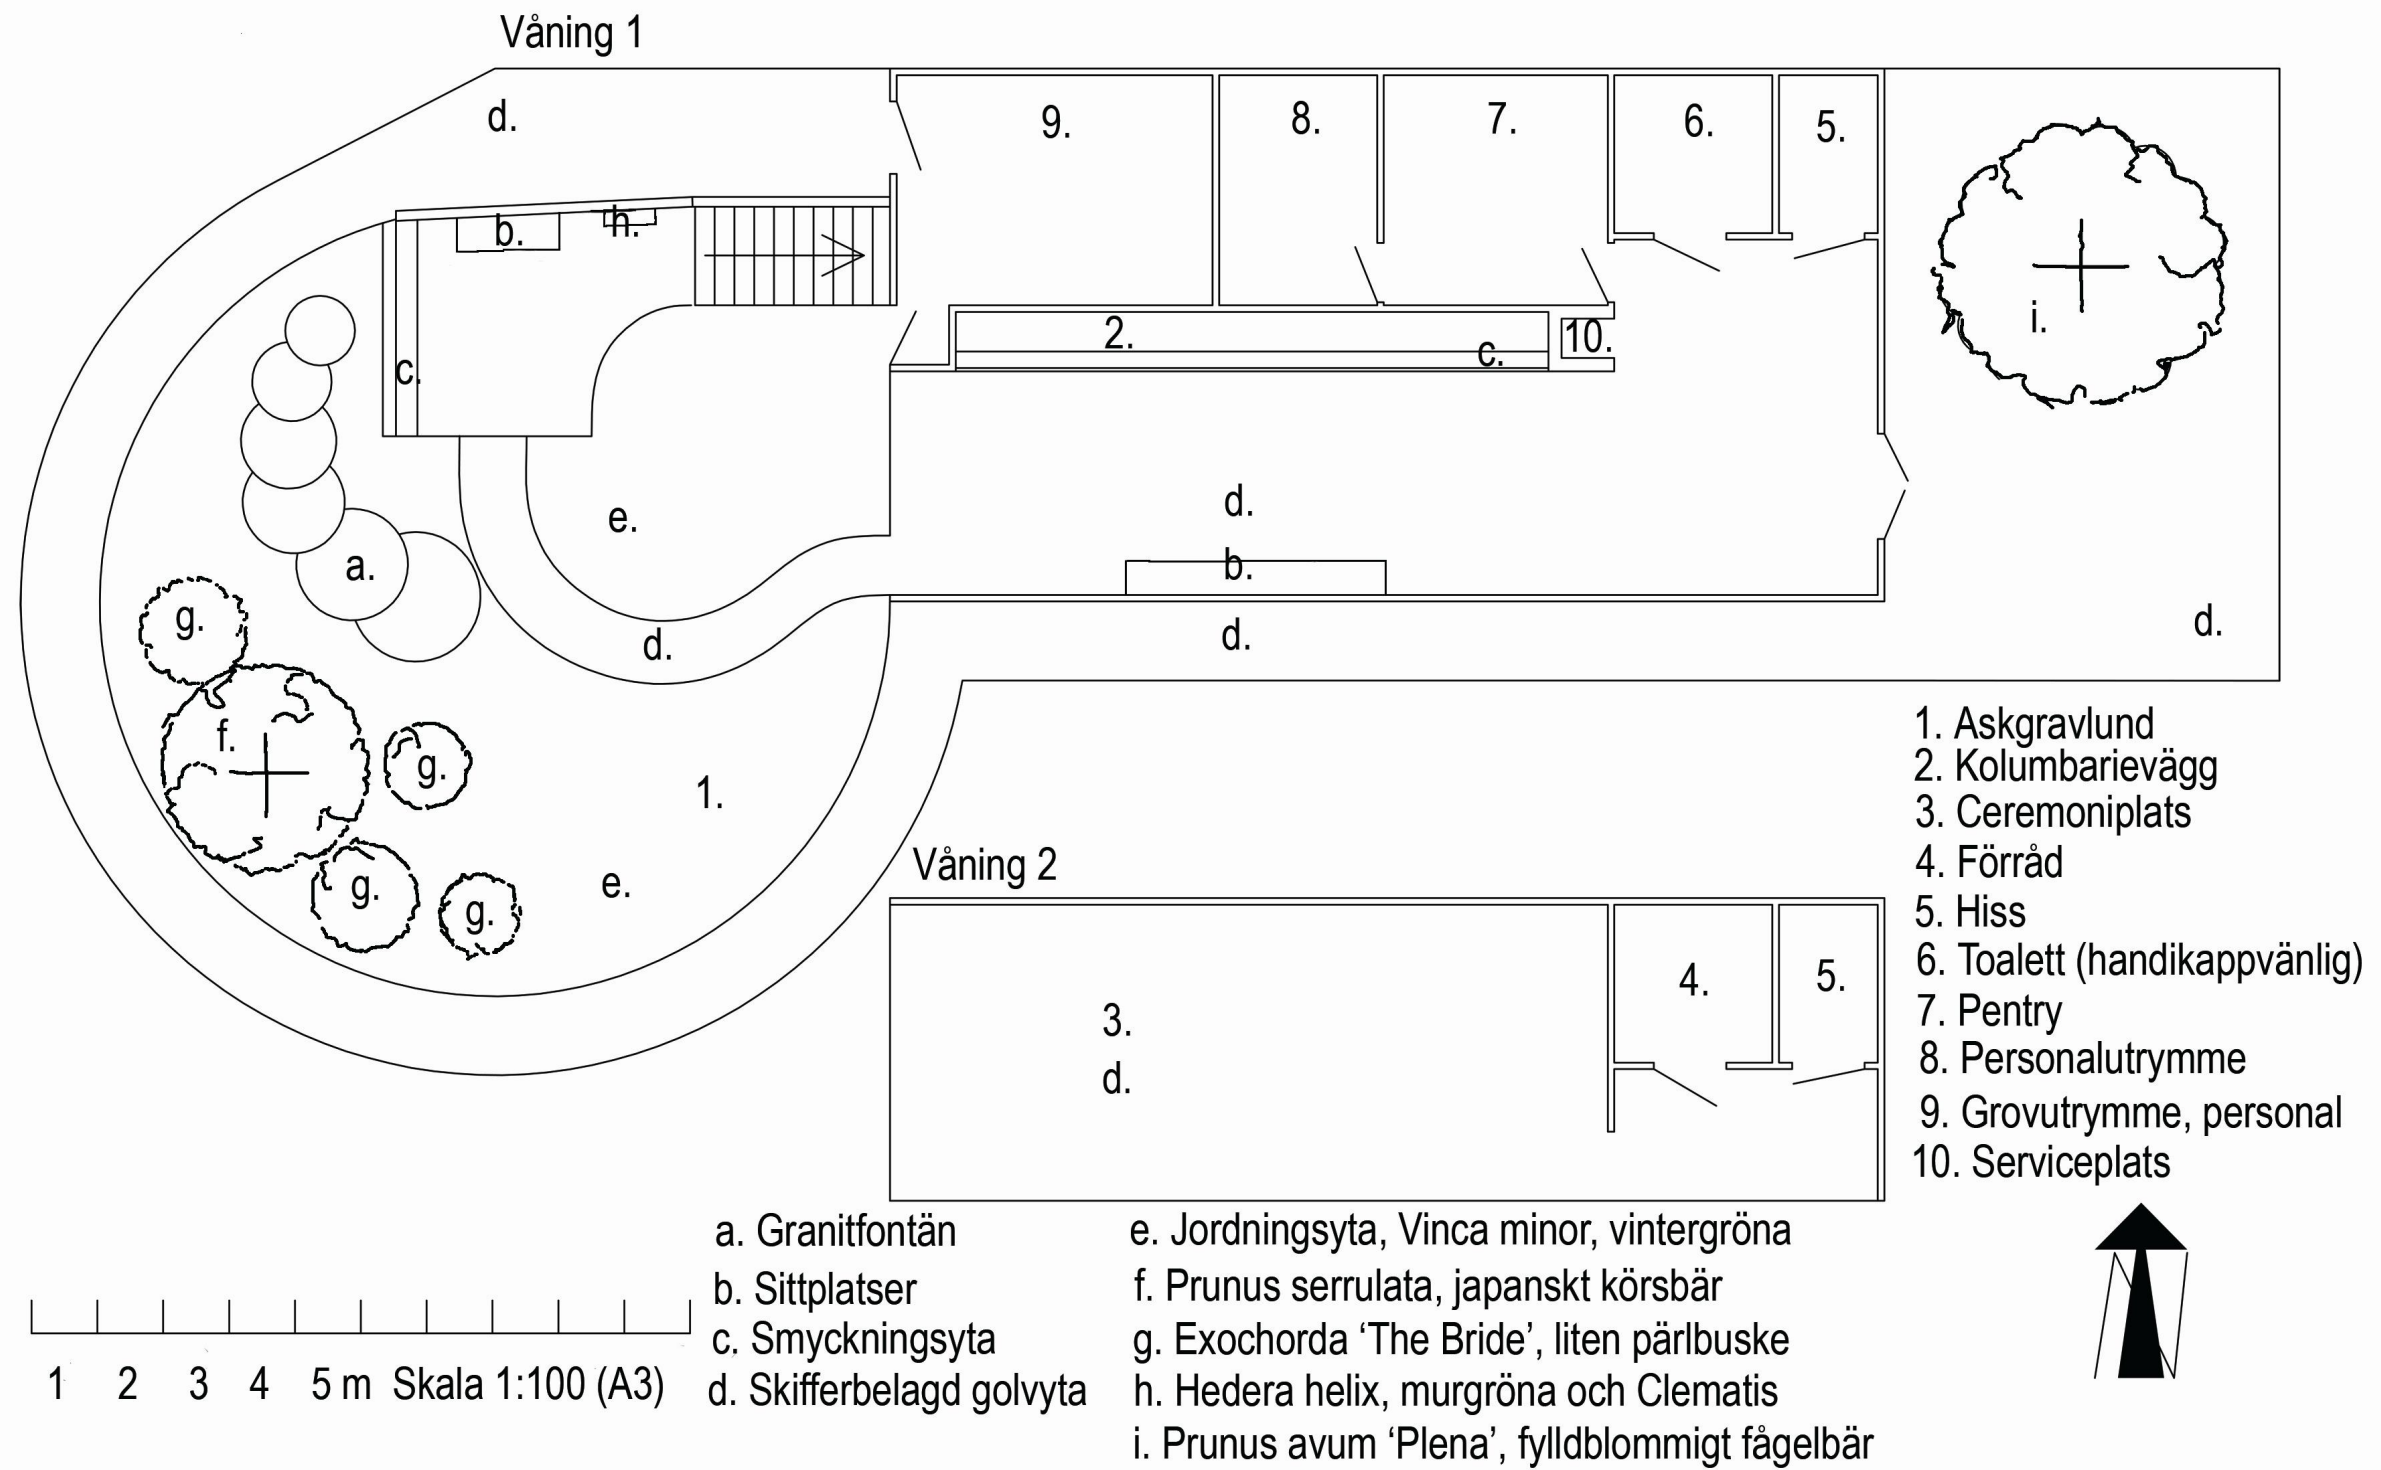 Våning 1
d.
9.
8.
7.
6.
5.
b.
h.
i.
2.
c.
10.
c.
e.
d.
a.
b.
g.
d.
d.
d.
f.
g.
1.
g.
g.
e.
Våning 2
3.
d.
4.
5.
1. Askgravlund
2. Kolumbarievägg
3. Ceremoniplats
4. Förråd
5. Hiss
6. Toalett (handikappvänlig)
7. Pentry
8. Personalutrymme
9. Grovutrymme, personal
10. Serviceplats
a. Granitfontän
b. Sittplatser
c. Smyckningsyta
d. Skifferbelagd golvyta
e. Jordningsyta, Vinca minor, vintergröna
f. Prunus serrulata, japanskt körsbär
g. Exochorda ‘The Bride’, liten pärlbuske
h. Hedera helix, murgröna och Clematis
i. Prunus avum ‘Plena’, fylldblommigt fågelbär
1 2 3 4 5 m Skala 1:100 (A3)
N